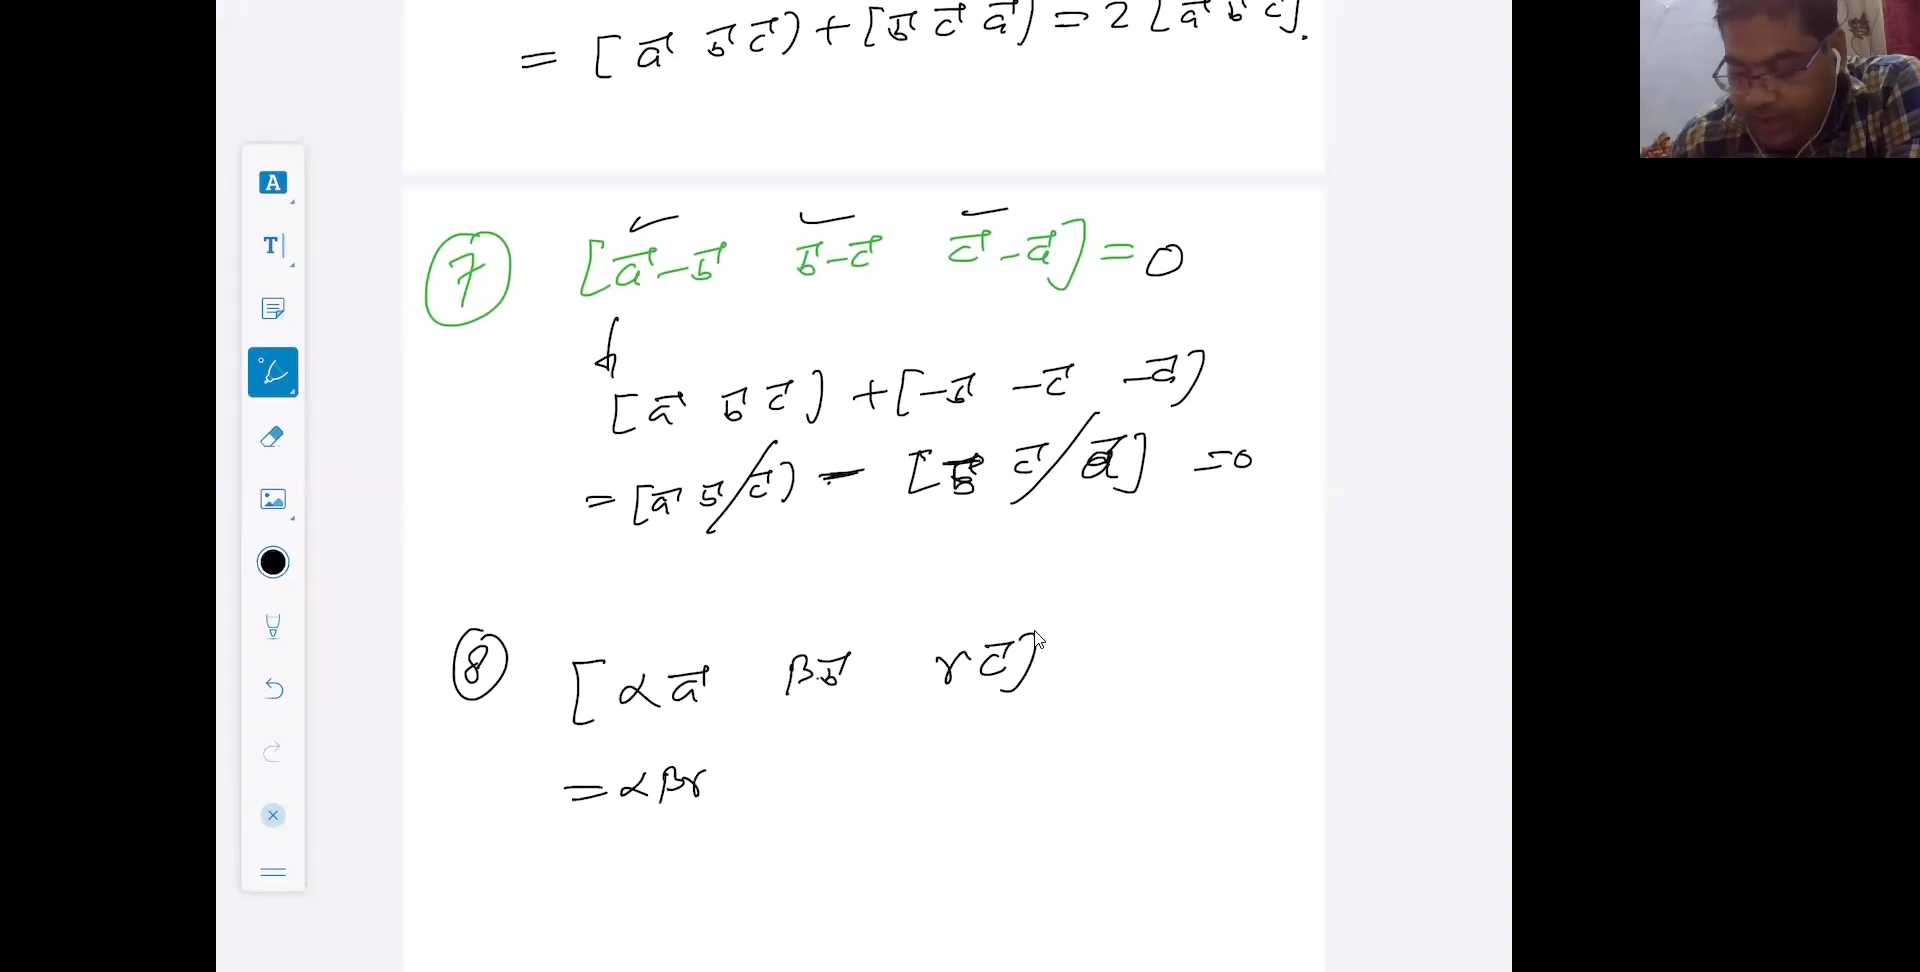 = [a⃗ b⃗ c⃗) + [b⃗ c⃗ a⃗) = 2 [a⃗ b⃗ c⃗].
A
T
⑦ [a⃗-b⃗ b⃗-c⃗ c⃗-a⃗] = 0
[a⃗ b⃗ c⃗) + [-b⃗ -c⃗ -a⃗)
= [a⃗ b⃗ c⃗) - [b⃗ c⃗ a⃗] =0
⑧ [αa⃗ βb⃗ γc⃗)
= αβγ